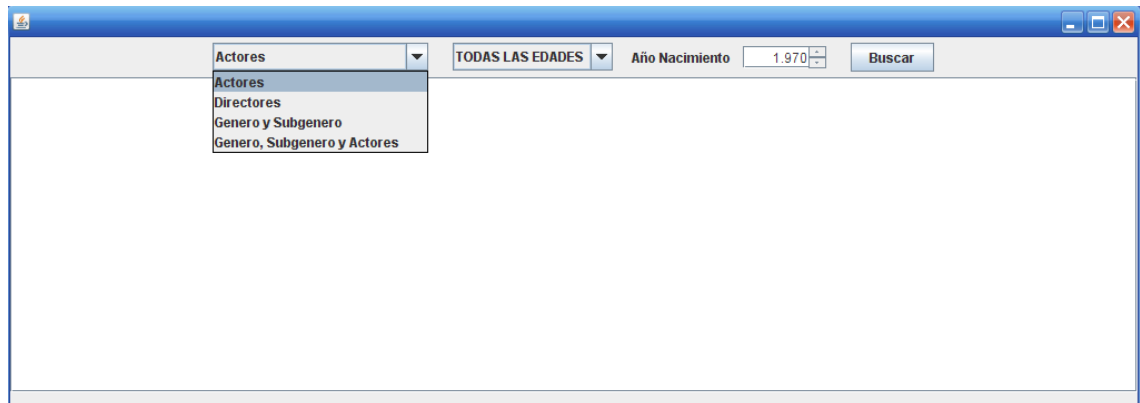 Actores TODAS LAS EDADES Año Nacimiento 1.970 Buscar
Actores
Directores
Genero y Subgenero
Genero, Subgenero y Actores